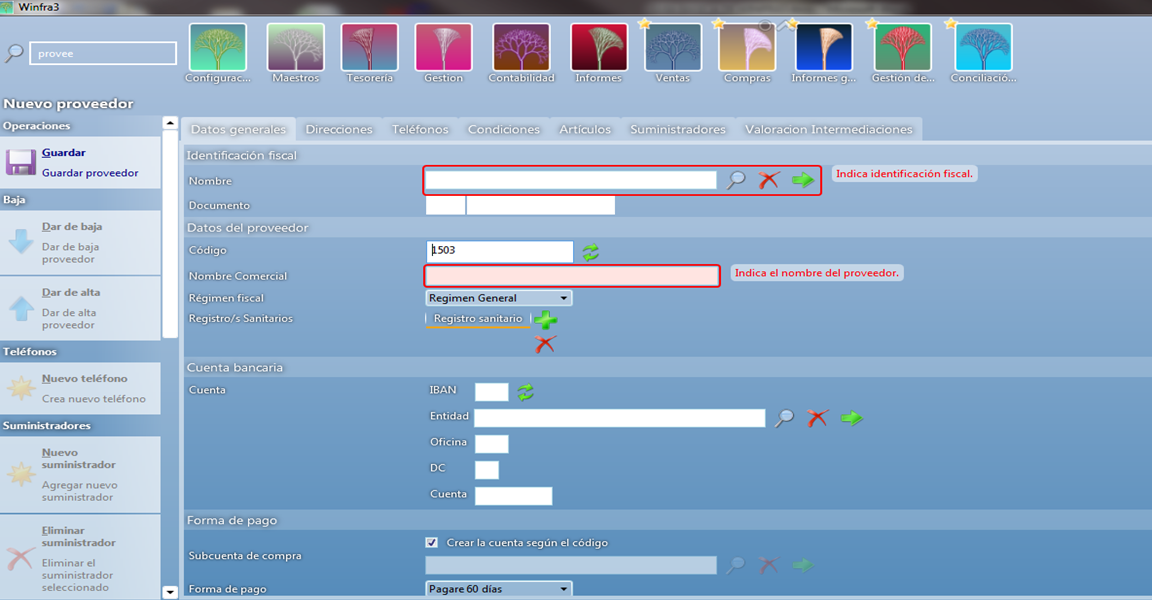 Winfra3
provee
Configurac...
Maestros
Tesorería
Gestion
Contabilidad
Informes
Ventas
Compras
Informes g...
Gestión de...
Conciliació...
Nuevo proveedor
Operaciones
Guardar
Guardar proveedor
Baja
Dar de baja
Dar de baja
proveedor
Dar de alta
Dar de alta
proveedor
Teléfonos
Nuevo teléfono
Crea nuevo teléfono
Suministradores
Nuevo
suministrador
Agregar nuevo
suministrador
Eliminar
suministrador
Eliminar el
suministrador
seleccionado
Datos generales
Direcciones
Teléfonos
Condiciones
Artículos
Suministradores
Valoracion Intermediaciones
Identificación fiscal
Nombre
Indica identificación fiscal.
Documento
Datos del proveedor
Código
1503
Nombre Comercial
Indica el nombre del proveedor.
Régimen fiscal
Regimen General
Registro/s Sanitarios
Registro sanitario
Cuenta bancaria
Cuenta
IBAN
Entidad
Oficina
DC
Cuenta
Forma de pago
Crear la cuenta según el código
Subcuenta de compra
Forma de pago
Pagare 60 días